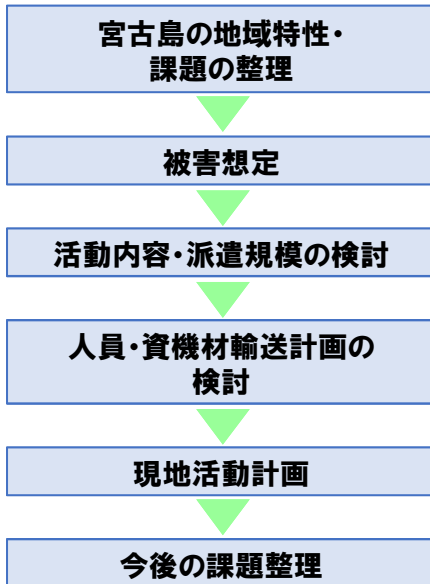 宮古島の地域特性・
課題の整理
被害想定
活動内容・派遣規模の検討
人員・資機材輸送計画の
検討
現地活動計画
今後の課題整理